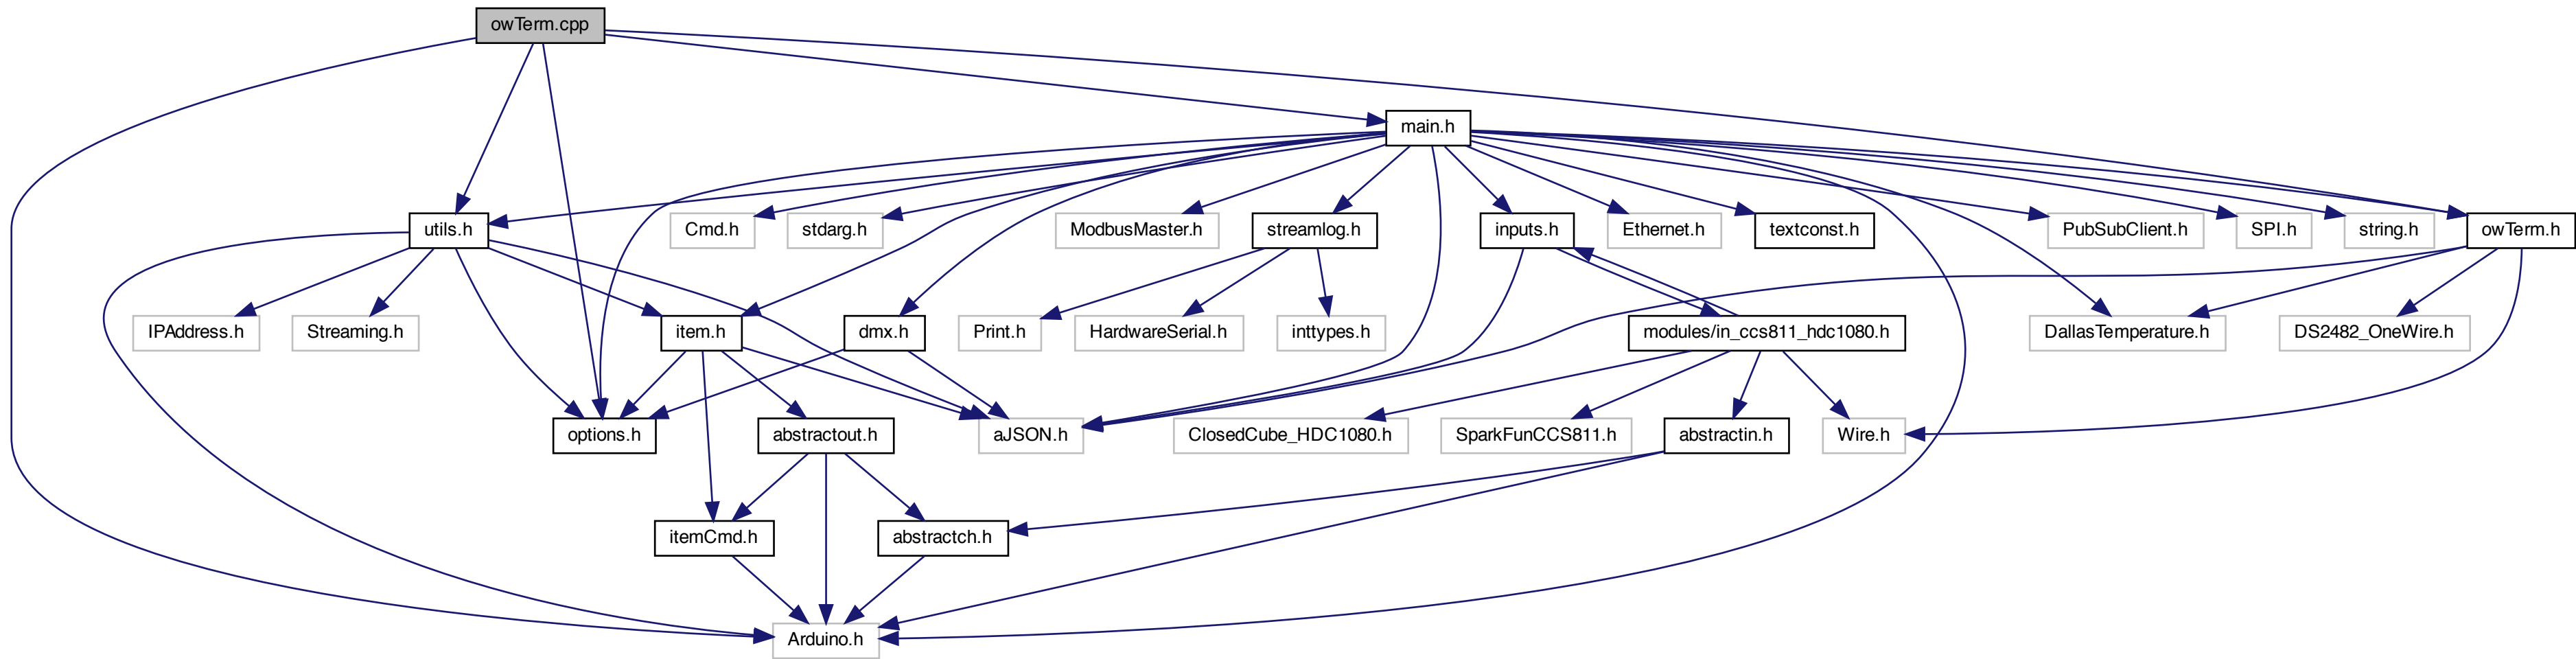 owTerm.cpp
main.h
utils.h
Cmd.h
stdarg.h
ModbusMaster.h
streamlog.h
inputs.h
Ethernet.h
textconst.h
PubSubClient.h
SPI.h
string.h
owTerm.h
IPAddress.h
Streaming.h
item.h
dmx.h
Print.h
HardwareSerial.h
inttypes.h
modules/in_ccs811_hdc1080.h
DallasTemperature.h
DS2482_OneWire.h
options.h
abstractout.h
aJSON.h
ClosedCube_HDC1080.h
SparkFunCCS811.h
abstractin.h
Wire.h
itemCmd.h
abstractch.h
Arduino.h